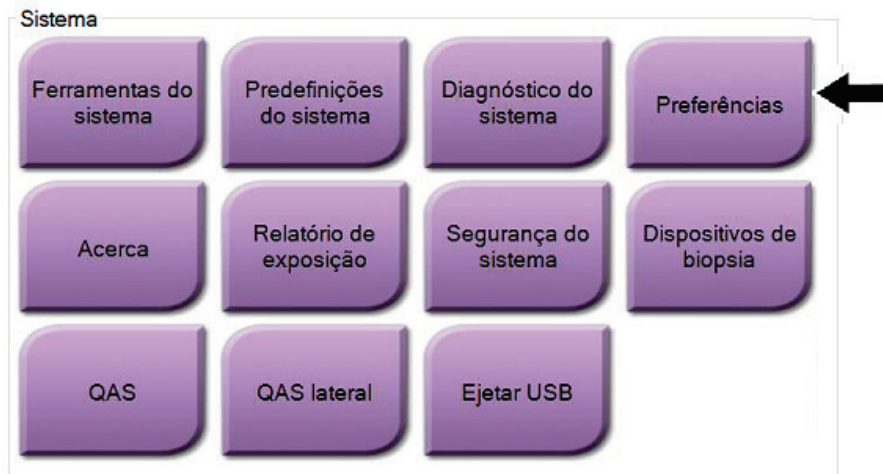 Sistema
Ferramentas do
sistema
Predefinições
do sistema
Diagnóstico do
sistema
Preferências
Acerca
Relatório de
exposição
Segurança do
sistema
Dispositivos de
biopsia
QAS
QAS lateral
Ejetar USB